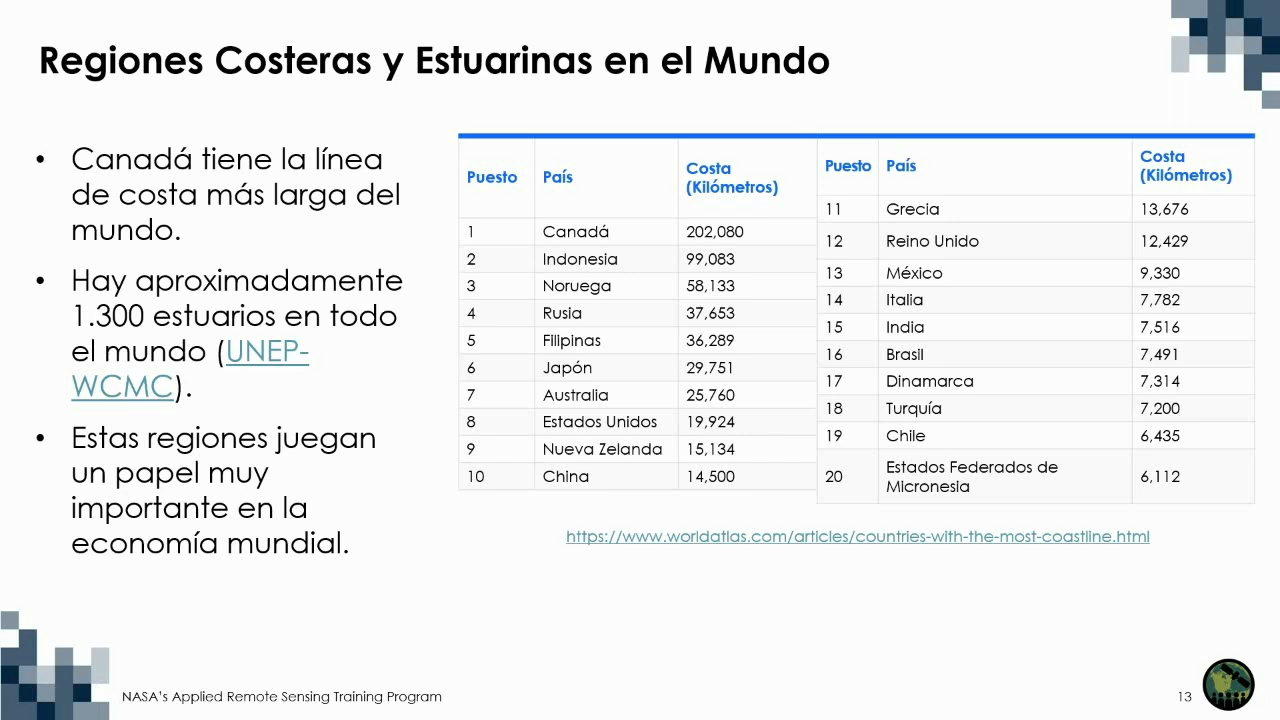 Regiones Costeras y Estuarinas en el Mundo
• Canadá tiene la línea
de costa más larga del
mundo.
• Hay aproximadamente
1.300 estuarios en todo
el mundo (UNEP-
WCMC).
• Estas regiones juegan
un papel muy
importante en la
economía mundial.
Puesto País Costa
(Kilómetros)
1 Canadá 202,080
2 Indonesia 99,083
3 Noruega 58,133
4 Rusia 37,653
5 Filipinas 36,289
6 Japón 29,751
7 Australia 25,760
8 Estados Unidos 19,924
9 Nueva Zelanda 15,134
10 China 14,500
Puesto País Costa
(Kilómetros)
11 Grecia 13,676
12 Reino Unido 12,429
13 México 9,330
14 Italia 7,782
15 India 7,516
16 Brasil 7,491
17 Dinamarca 7,314
18 Turquía 7,200
19 Chile 6,435
20 Estados Federados de
Micronesia 6,112
https://www.worldatlas.com/articles/countries-with-the-most-coastline.html
NASA's Applied Remote Sensing Training Program
13